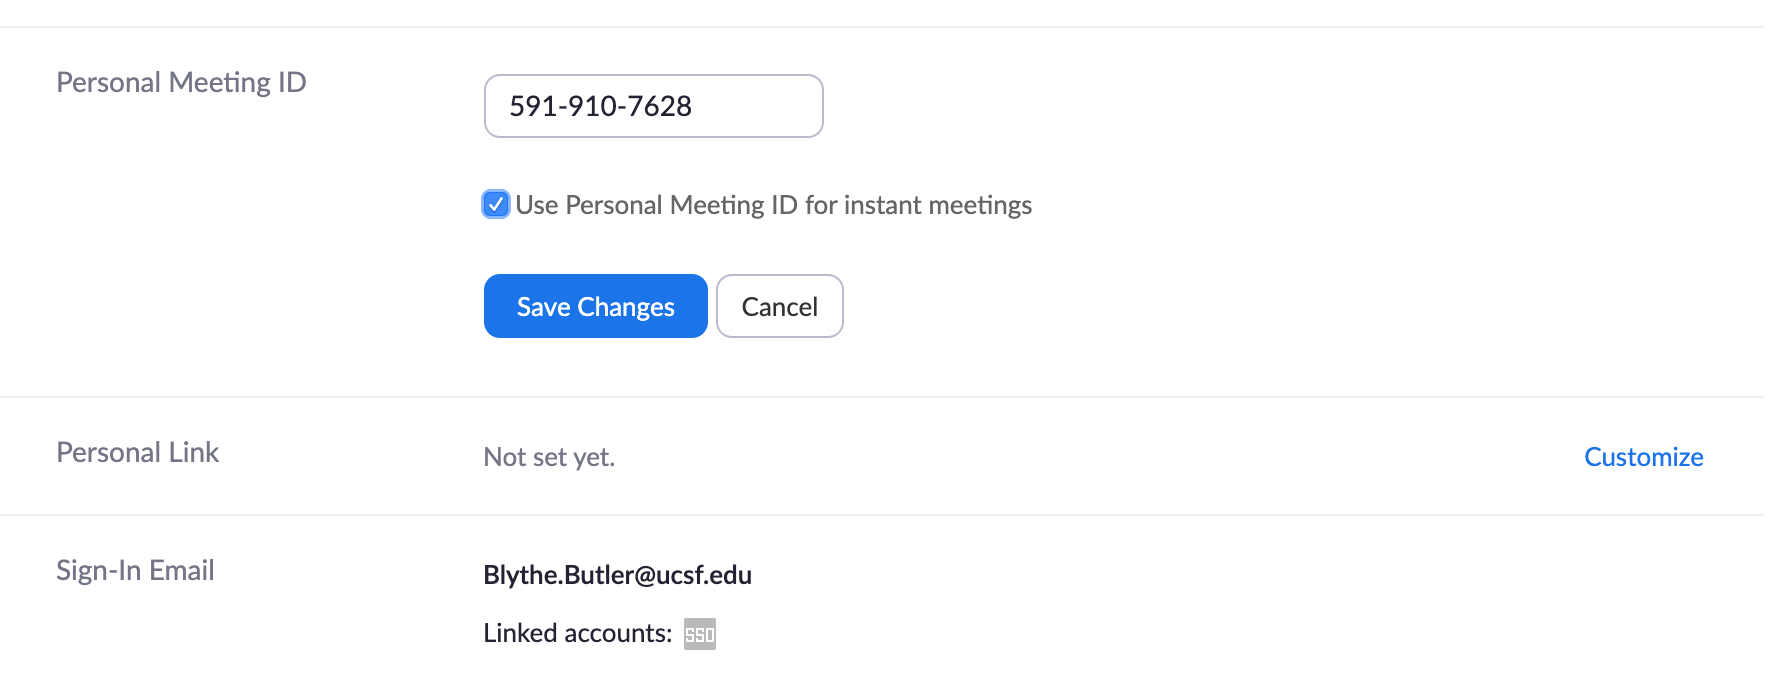 Personal Meeting ID
591-910-7628
Use Personal Meeting ID for instant meetings
Save Changes
Cancel
Personal Link
Not set yet.
Customize
Sign-In Email
Blythe.Butler@ucsf.edu
Linked accounts: SSO